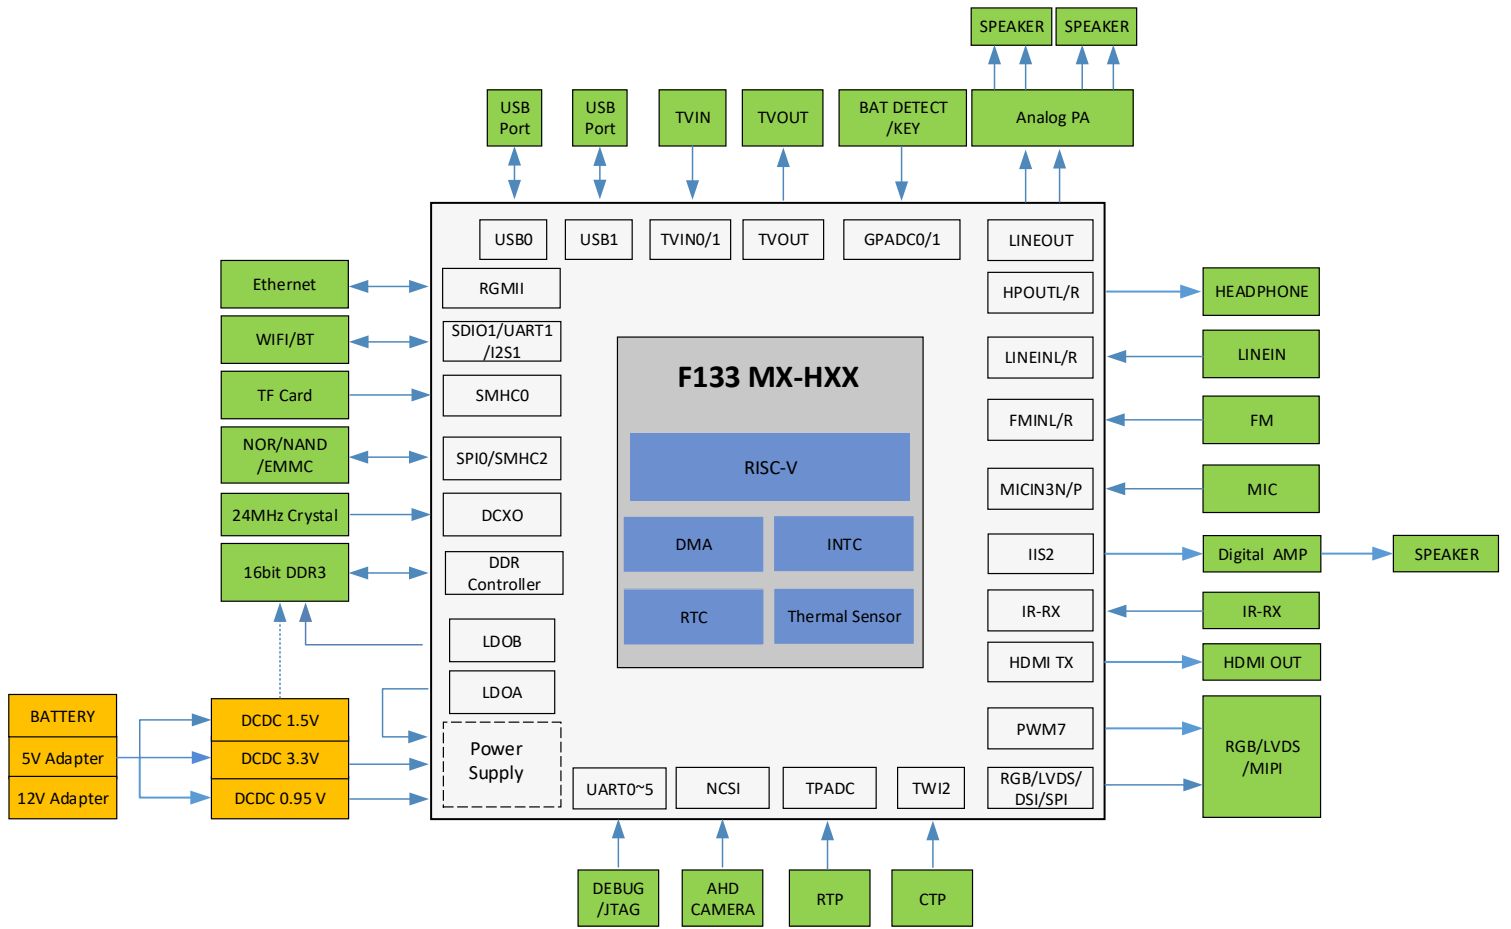 SPEAKER
SPEAKER
USB
Port
USB
Port
TVIN
TVOUT
BAT DETECT
/KEY
Analog PA
USB0
USB1
TVIN0/1
TVOUT
GPADC0/1
LINEOUT
Ethernet
RGMII
HPOUTL/R
HEADPHONE
WIFI/BT
SDIO1/UART1
/I2S1
LINEINL/R
LINEIN
TF Card
SMHC0
F133 MX-HXX
FMINL/R
FM
NOR/NAND
/EMMC
SPI0/SMHC2
RISC-V
MICIN3N/P
MIC
24MHz Crystal
DCXO
DMA
INTC
IIS2
Digital  AMP
SPEAKER
16bit DDR3
DDR
Controller
RTC
Thermal Sensor
IR-RX
IR-RX
LDOB
HDMI TX
HDMI OUT
LDOA
BATTERY
5V Adapter
12V Adapter
DCDC 1.5V
DCDC 3.3V
DCDC 0.95 V
Power
Supply
PWM7
RGB/LVDS
/MIPI
UART0~5
NCSI
TPADC
TWI2
RGB/LVDS/
DSI/SPI
DEBUG
/JTAG
AHD
CAMERA
RTP
CTP